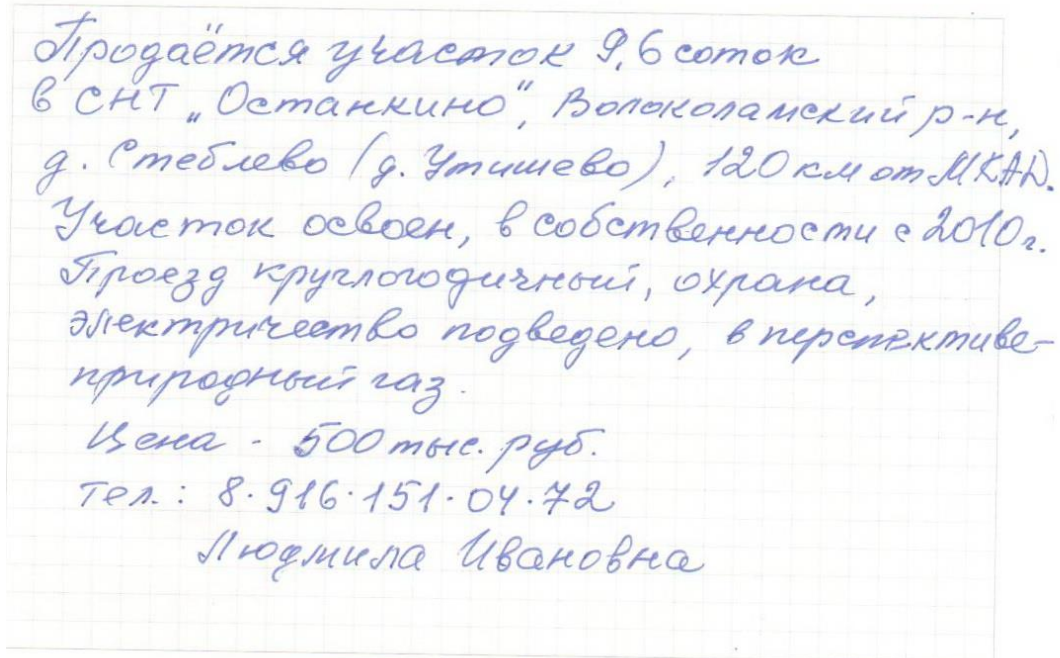 Продаётся участок 9,6 соток
в СНТ „Останкино", Волоколамский р-н,
д. Стеблево (д. Утишево), 120 км от МКАД.
Участок освоен, в собственности с 2010 г.
Проезд круглогодичный, охрана,
электричество подведено, в перспективе-
природный газ.
Цена - 500 тыс. руб.
тел.: 8·916·151·04·72
Людмила Ивановна